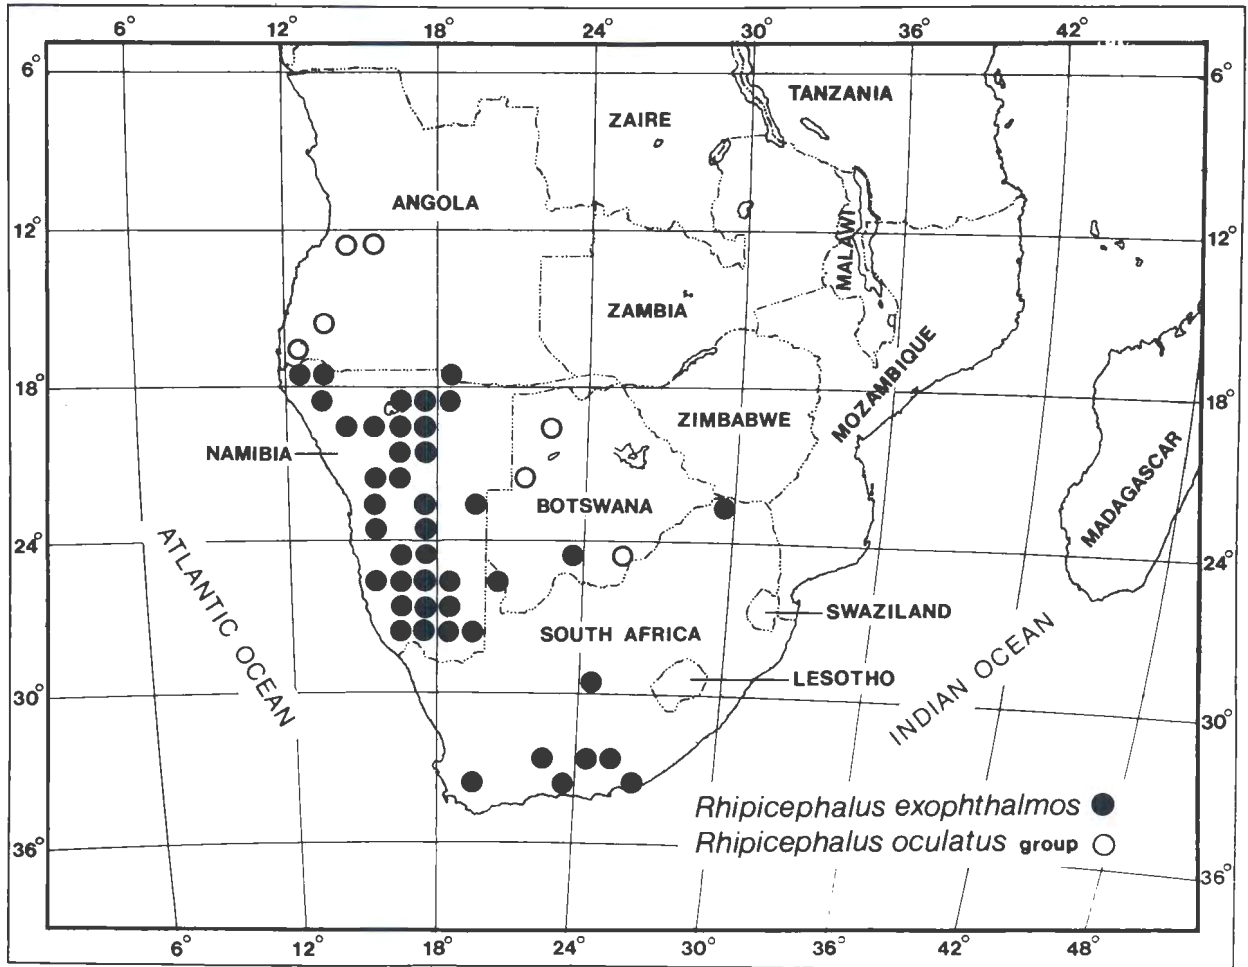 6° 12° 18° 24° 30° 36° 42°
6° 6°
TANZANIA
ZAIRE
ANGOLA
MALAWI
12° 12°
ZAMBIA
MOZAMBIQUE
18° 18°
ZIMBABWE
NAMIBIA
MADAGASCAR
BOTSWANA
ATLANTIC OCEAN
24° 24°
SWAZILAND
SOUTH AFRICA
INDIAN OCEAN
LESOTHO
30° 30°
Rhipicephalus exophthalmos
Rhipicephalus oculatus group
36° 36°
6° 12° 18° 24° 30° 36° 42° 48°